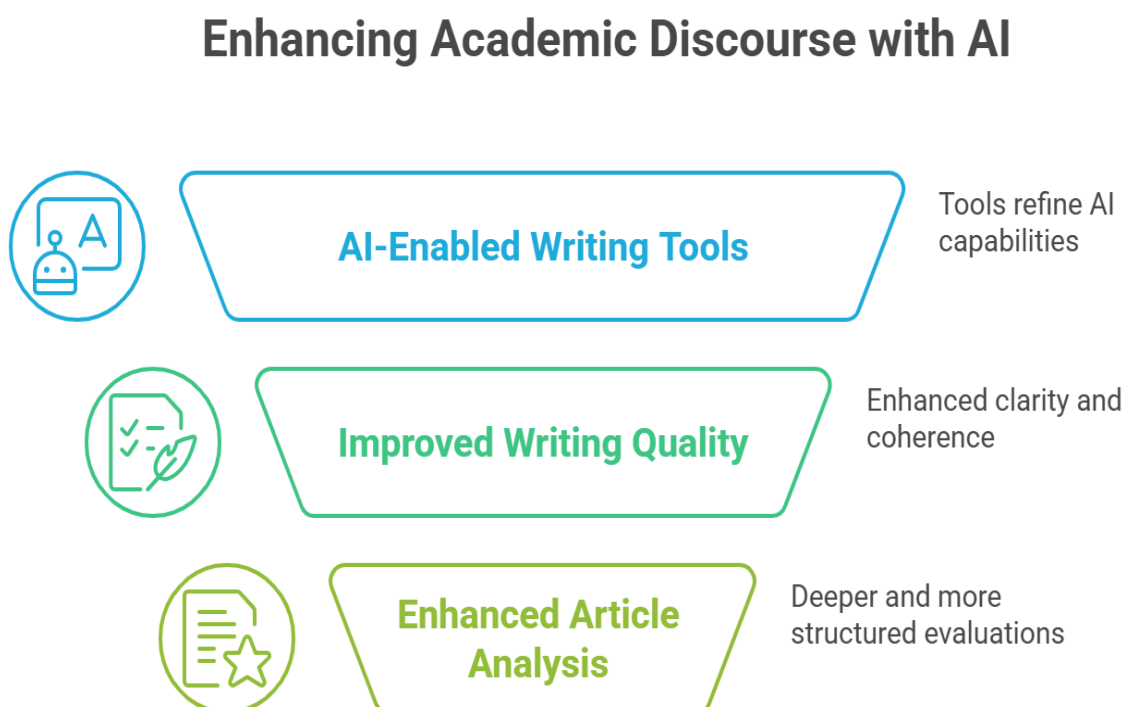 Enhancing Academic Discourse with AI
A
AI-Enabled Writing Tools
Tools refine AI
capabilities
Improved Writing Quality
Enhanced clarity and
coherence
Enhanced Article
Analysis
Deeper and more
structured evaluations